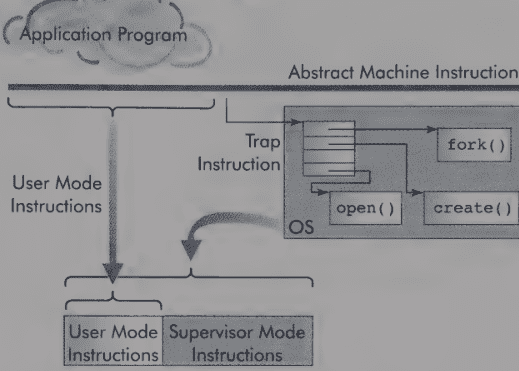 Application Program
Abstract Machine Instruction
Trap
Instruction
fork()
User Mode
Instructions
open()
create()
OS
User Mode
Instructions
Supervisor Mode
Instructions